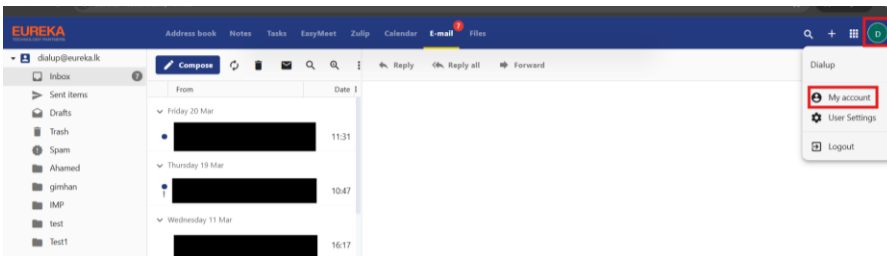 EUREKA
TECHNOLOGY PARTNERS
Address book Notes Tasks EasyMeet Zulip Calendar E-mail 7 Files
D
dialup@eureka.lk
Inbox 7
Sent items
Drafts
Trash
Spam
Ahamed
gimhan
IMP
test
Test1
Compose
Reply Reply all Forward
From Date
Friday 20 Mar
11:31
Thursday 19 Mar
10:47
Wednesday 11 Mar
16:17
Dialup
My account
User Settings
Logout